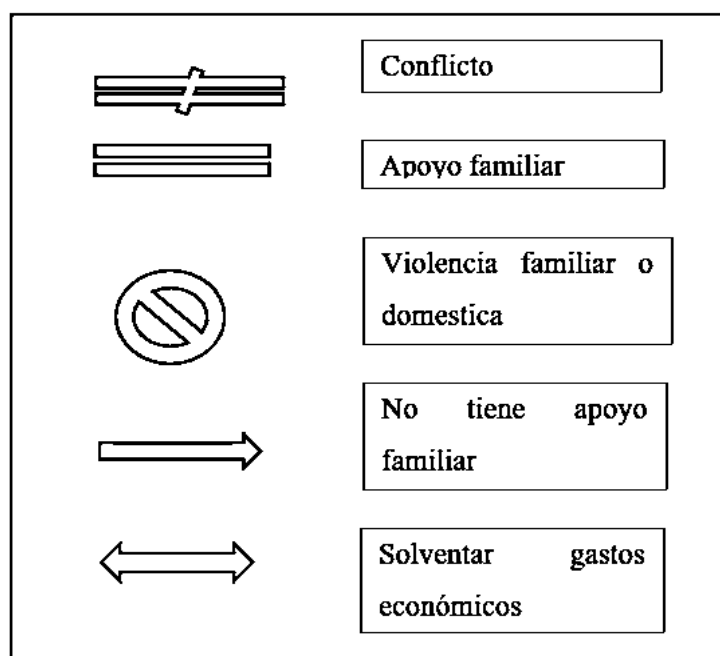 Conflicto
Apoyo familiar
Violencia familiar o
domestica
No tiene apoyo
familiar
Solventar gastos
económicos